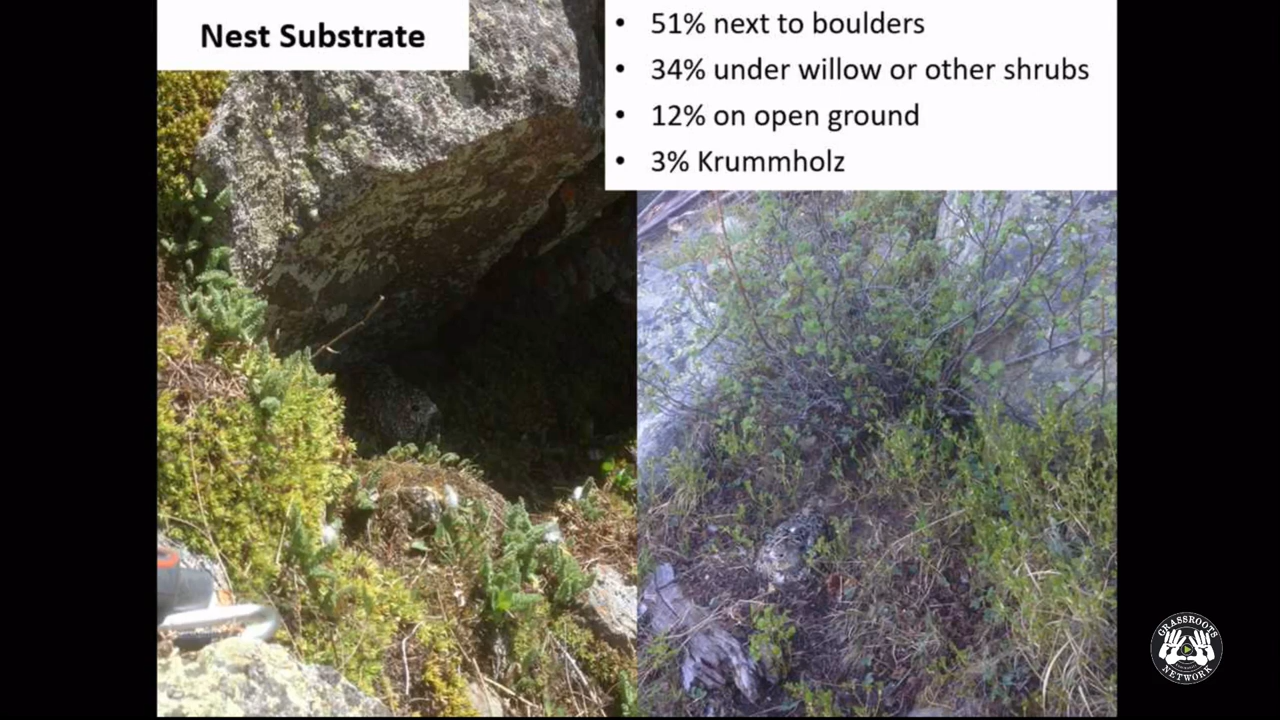 Nest Substrate
• 51% next to boulders
• 34% under willow or other shrubs
• 12% on open ground
• 3% Krummholz
GRASSROOTS
NETWORK